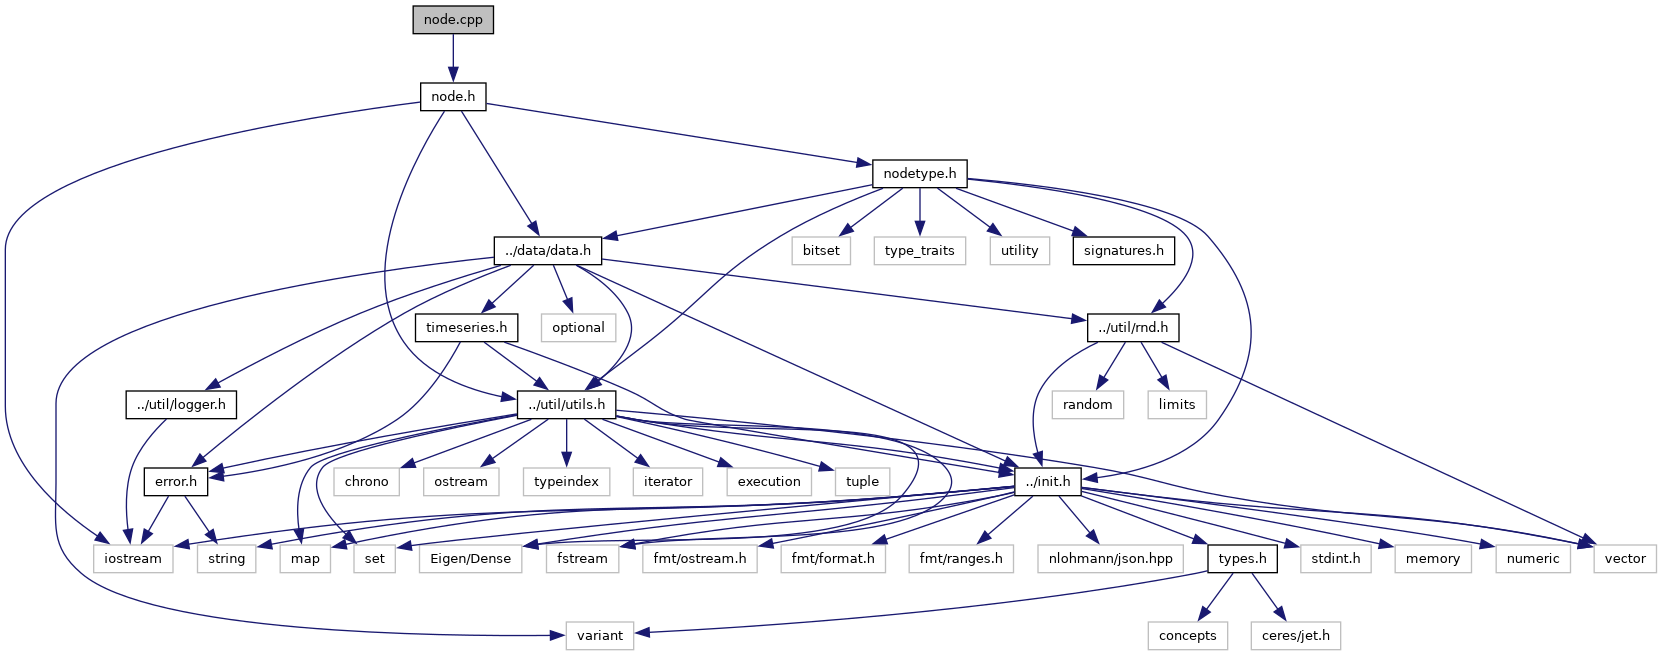 node.cpp
node.h
nodetype.h
../data/data.h
bitset
type_traits
utility
signatures.h
timeseries.h
optional
../util/rnd.h
../util/logger.h
../util/utils.h
random
limits
error.h
chrono
ostream
typeindex
iterator
execution
tuple
../init.h
iostream
string
map
set
Eigen/Dense
fstream
fmt/ostream.h
fmt/format.h
fmt/ranges.h
nlohmann/json.hpp
types.h
stdint.h
memory
numeric
vector
variant
concepts
ceres/jet.h